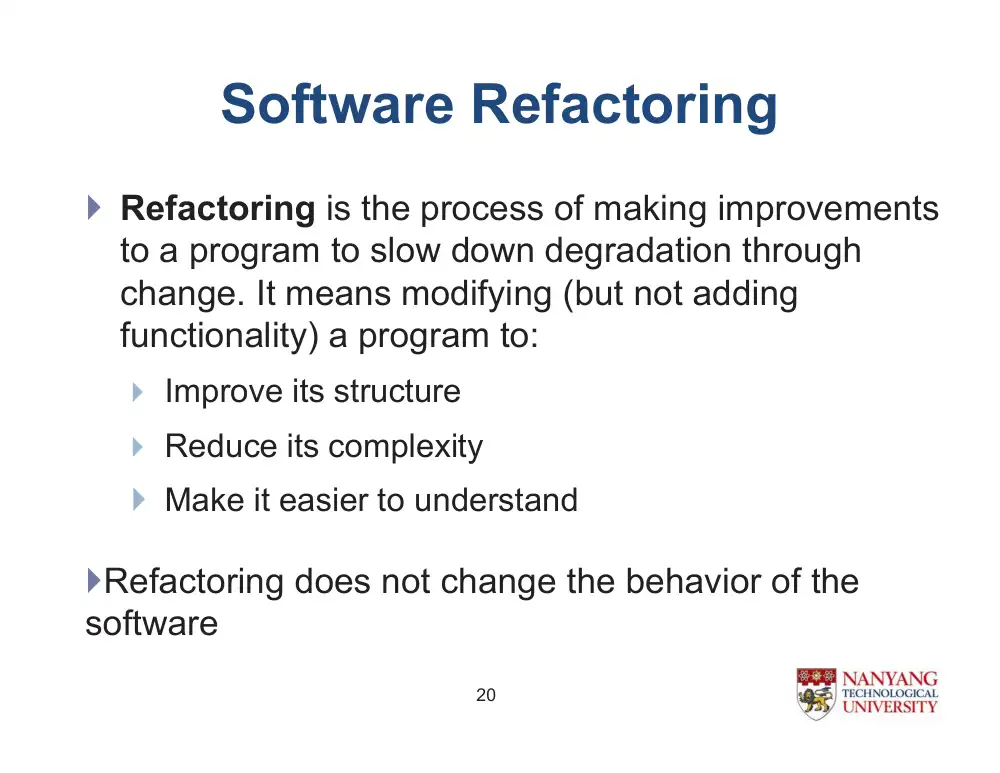 Software Refactoring
Refactoring is the process of making improvements
to a program to slow down degradation through
change. It means modifying (but not adding
functionality) a program to:
Improve its structure
Reduce its complexity
Make it easier to understand
Refactoring does not change the behavior of the
software
20
NANYANG
TECHNOLOGICAL
UNIVERSITY